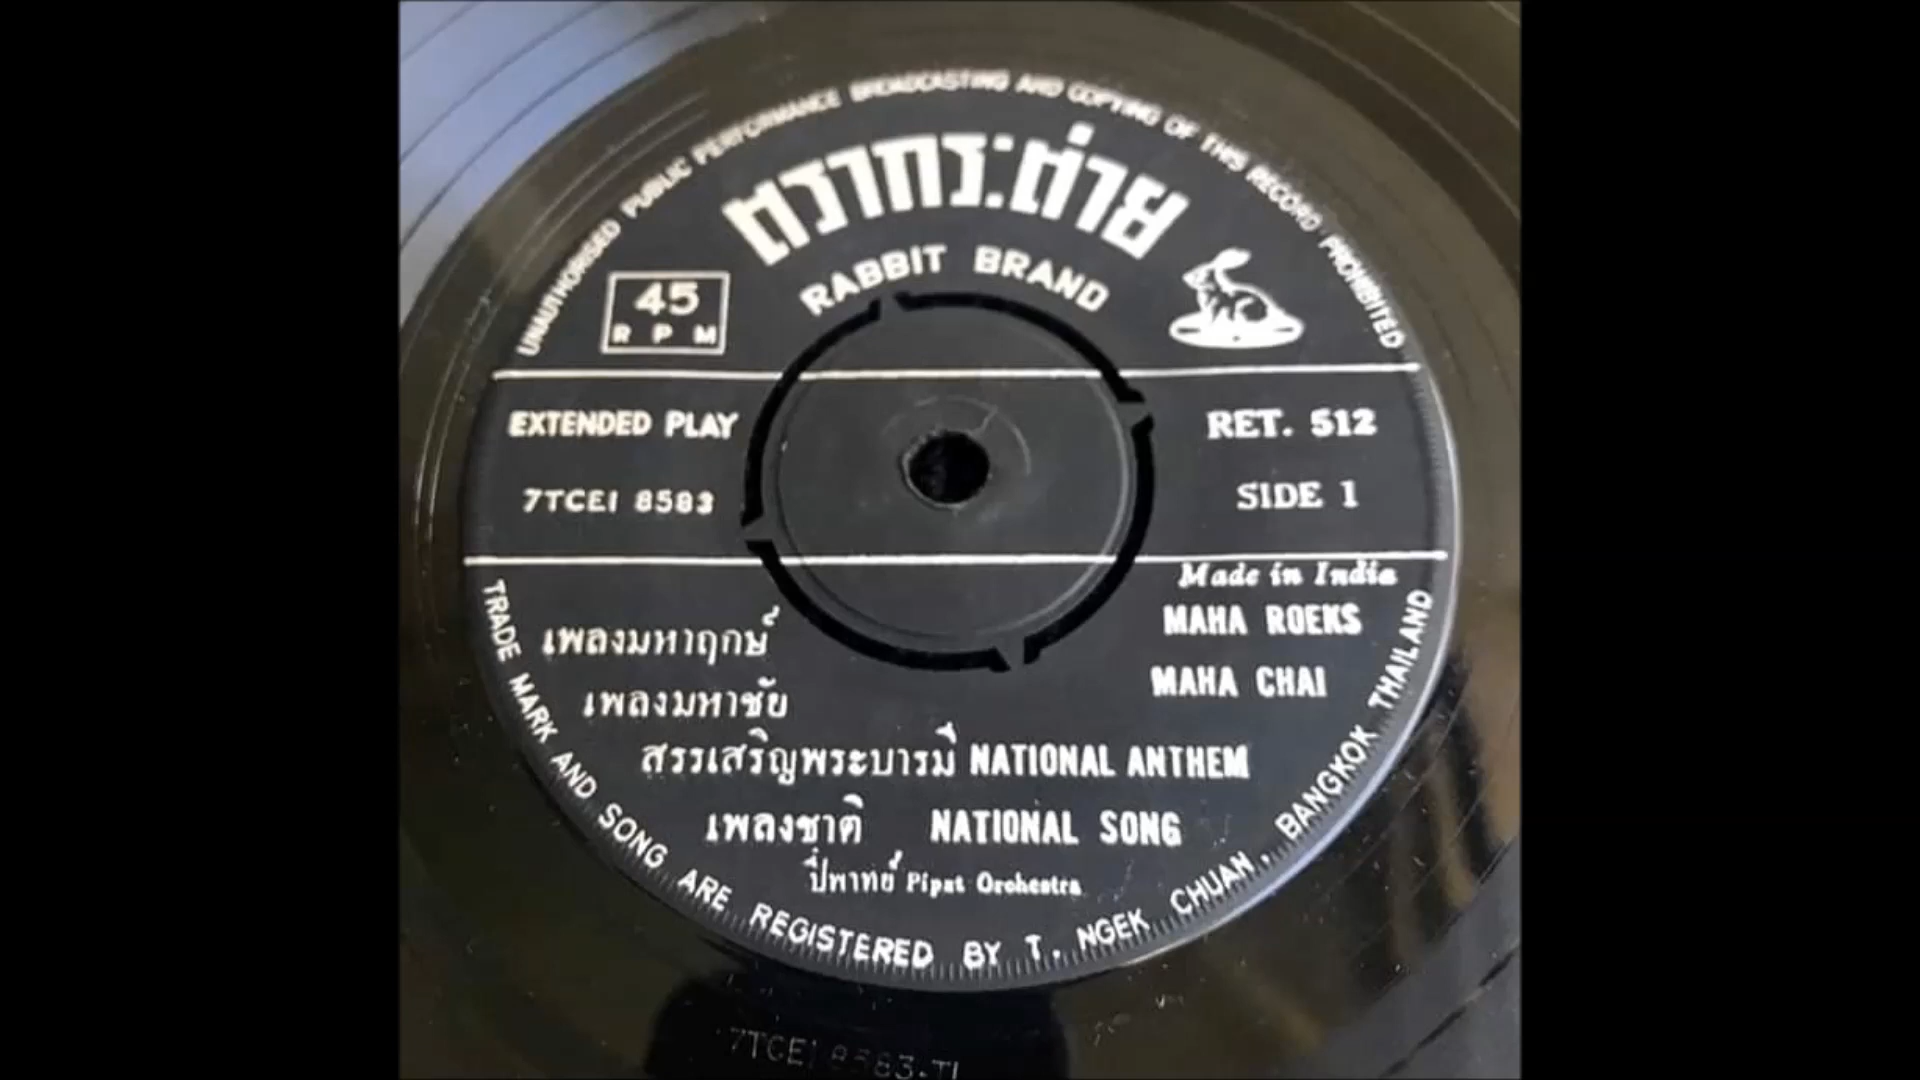 UNAUTHORISED PUBLIC PERFORMANCE BROADCASTING AND COPYING OF THIS RECORD PROHIBITED
ตรากระต่าย
RABBIT BRAND
45
R P M
EXTENDED PLAY
RET. 512
7TCEI 8583
SIDE 1
Made in India
เพลงมหาฤกษ์ MAHA ROEKS
เพลงมหาชัย MAHA CHAI
สรรเสริญพระบารมี NATIONAL ANTHEM
เพลงชาติ NATIONAL SONG
ปี่พาทย์ Pipat Orchestra
TRADE MARK AND SONG ARE REGISTERED BY T. NGEK CHUAN, BANGKOK THAILAND
7TCEI 8583-TI